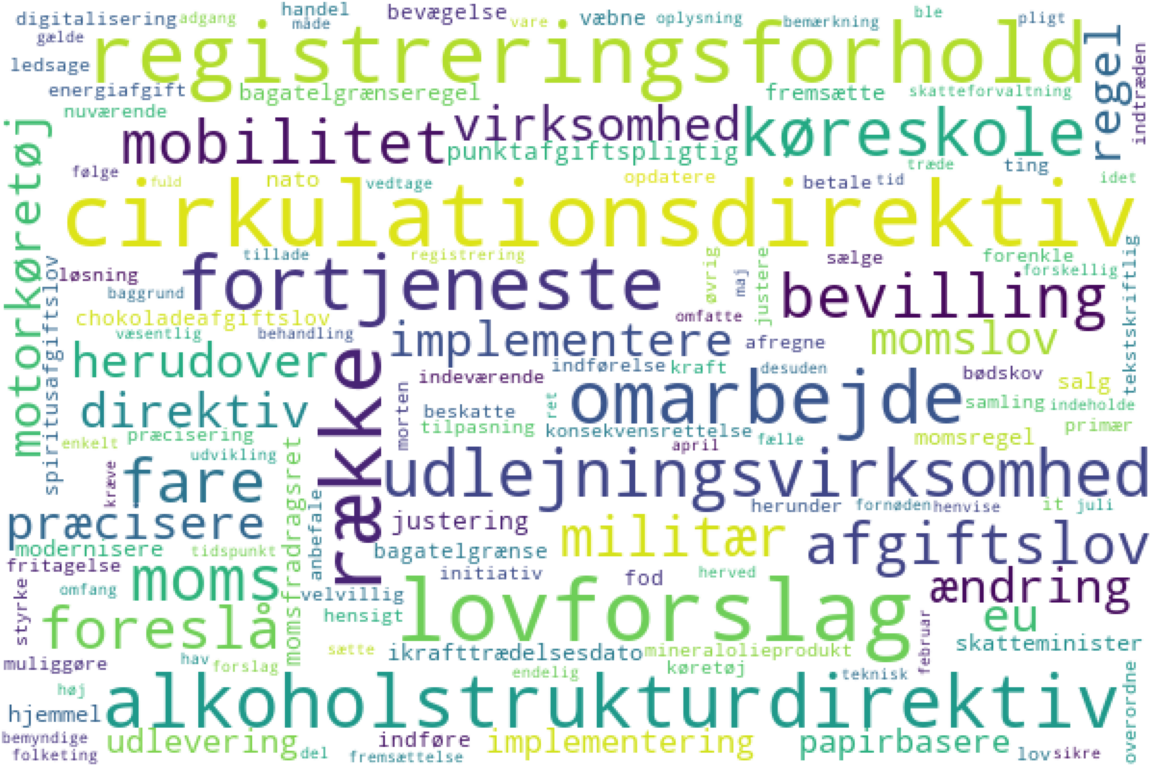 digitalisering
adgang
handel
måde
bevægelse
vare
væbne
oplysning
bemærkning
ble
pligt
gælde
registreringsforhold
regel
indtræden
ledsage
energiafgift
bagatelgrænseregel
fremsætte
skatteforvaltning
nuværende
motorkøretøj
mobilitet
virksomhed
køreskole
punktafgiftspligtig
følge
fuld
nato
vedtage
opdatere
betale
tid
træde
ting
idet
cirkulationsdirektiv
løsning
tillade
registrering
øvrig
maj
justere
sælge
forenkle
forskellig
tekstskriftlig
spiritusafgiftslov
baggrund
fortjeneste
bevilling
chokoladeafgiftslov
omfatte
væsentlig
behandling
implementere
afregne
momslov
herudover
række
indførelse
kraft
desuden
indeværende
bødskov
salg
direktiv
morten
beskatte
ret
omarbejde
samling
indeholde
tilpasning
konsekvensrettelse
fælle
primær
enkelt
præcisering
april
momsregel
udvikling
kræve
fare
momsfradragsret
udlejningsvirksomhed
anbefale
herunder
fornøden
henvise
it
juli
præcisere
justering
militær
afgiftslov
modernisere
tidspunkt
bagatelgrænse
fritagelse
moms
initiativ
fod
herved
ændring
omfang
velvillig
styrke
foreslå
hensigt
lovforslag
februar
eu
skatteminister
muliggøre
hav
forslag
sætte
ikrafttrædelsesdato
mineralolieprodukt
køretøj
endelig
teknisk
overordne
høj
hjemmel
alkoholstrukturdirektiv
bemyndige
udlevering
del
indføre
implementering
papirbasere
folketing
fremsættelse
lov
sikre